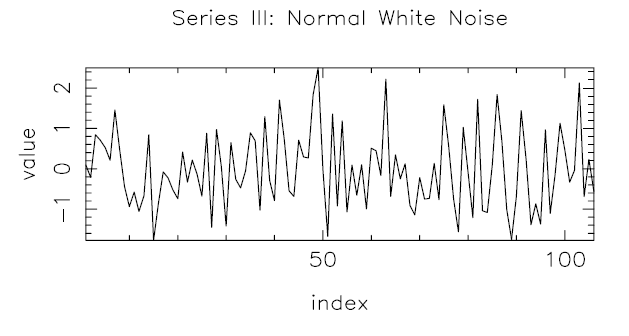 Series III: Normal White Noise
value
2
1
0
−1
50 100
index